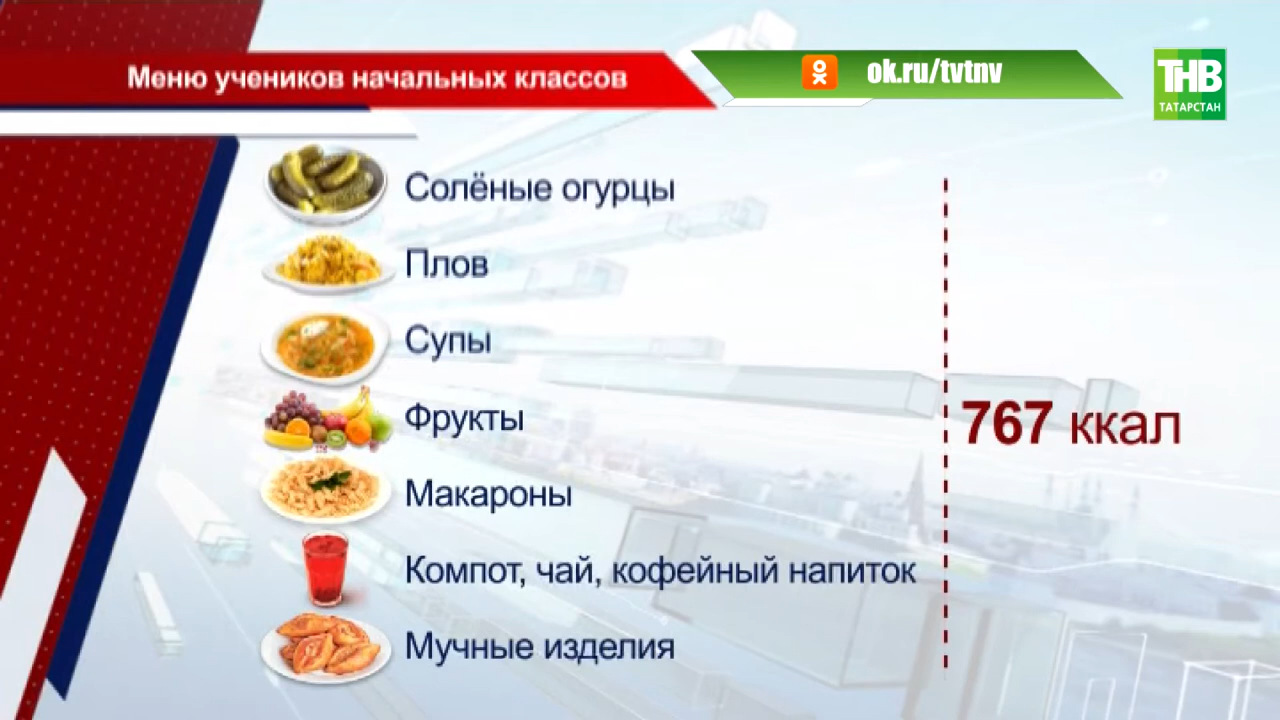 Меню учеников начальных классов
ok.ru/tvtnv
ТНВ
ТАТАРСТАН
Солёные огурцы
Плов
Супы
Фрукты
Макароны
Компот, чай, кофейный напиток
Мучные изделия
767 ккал